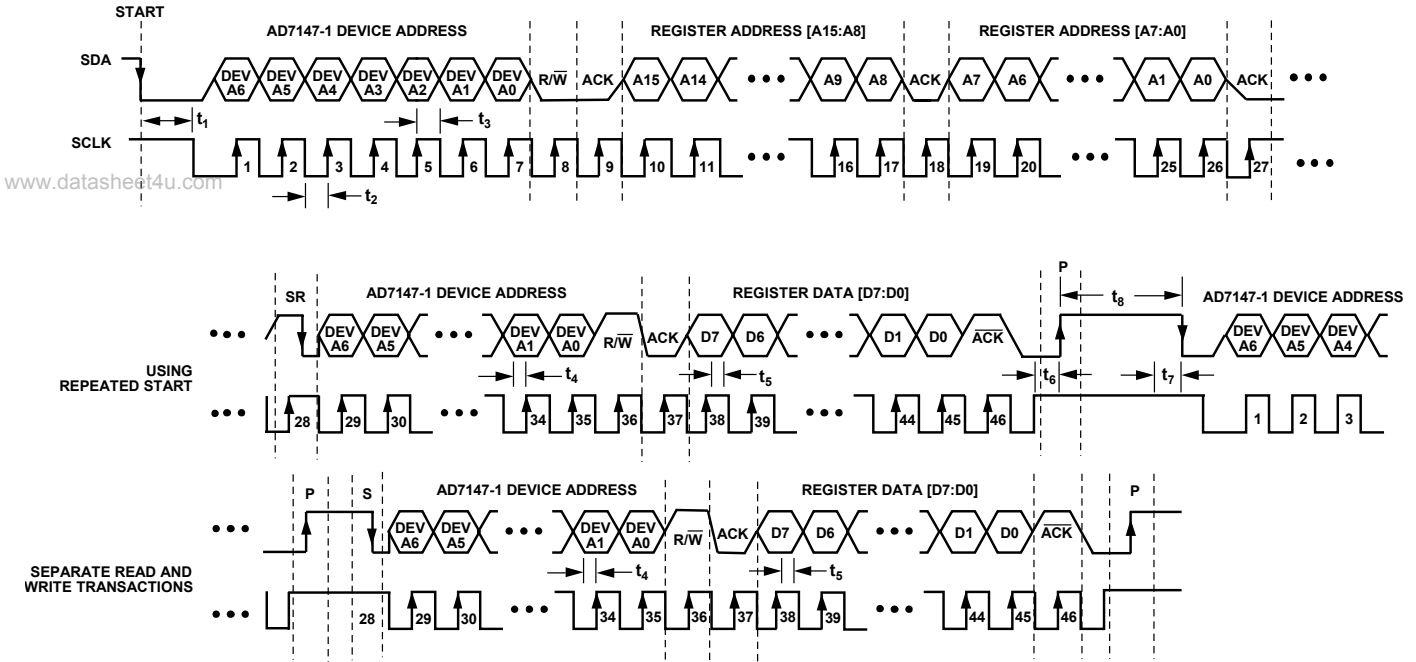 START
AD7147-1 DEVICE ADDRESS
REGISTER ADDRESS [A15:A8]
REGISTER ADDRESS [A7:A0]
SDA
DEV A6 DEV A5 DEV A4 DEV A3 DEV A2 DEV A1 DEV A0 R/W̅ ACK A15 A14 ••• A9 A8 ACK A7 A6 •••• A1 A0 ACK •••
t1 t3
SCLK
1 2 3 4 5 6 7 8 9 10 11 ••• 16 17 18 19 20 ••• 25 26 27 •••
www.datasheet4u.com
t2
P
SR
AD7147-1 DEVICE ADDRESS
REGISTER DATA [D7:D0]
t8
AD7147-1 DEVICE ADDRESS
••• DEV A6 DEV A5 ••• DEV A1 DEV A0 R/W̅ ACK D7 D6 ••• D1 D0 A̅C̅K̅ DEV A6 DEV A5 DEV A4
USING
REPEATED START
t4 t5 t6 t7
••• 28 29 30 ••• 34 35 36 37 38 39 ••• 44 45 46 1 2 3
P S
AD7147-1 DEVICE ADDRESS
REGISTER DATA [D7:D0]
P
••• DEV A6 DEV A5 ••• DEV A1 DEV A0 R/W̅ ACK D7 D6 ••• D1 D0 A̅C̅K̅
SEPARATE READ AND
WRITE TRANSACTIONS
t4 t5
••• 28 29 30 ••• 34 35 36 37 38 39 ••• 44 45 46